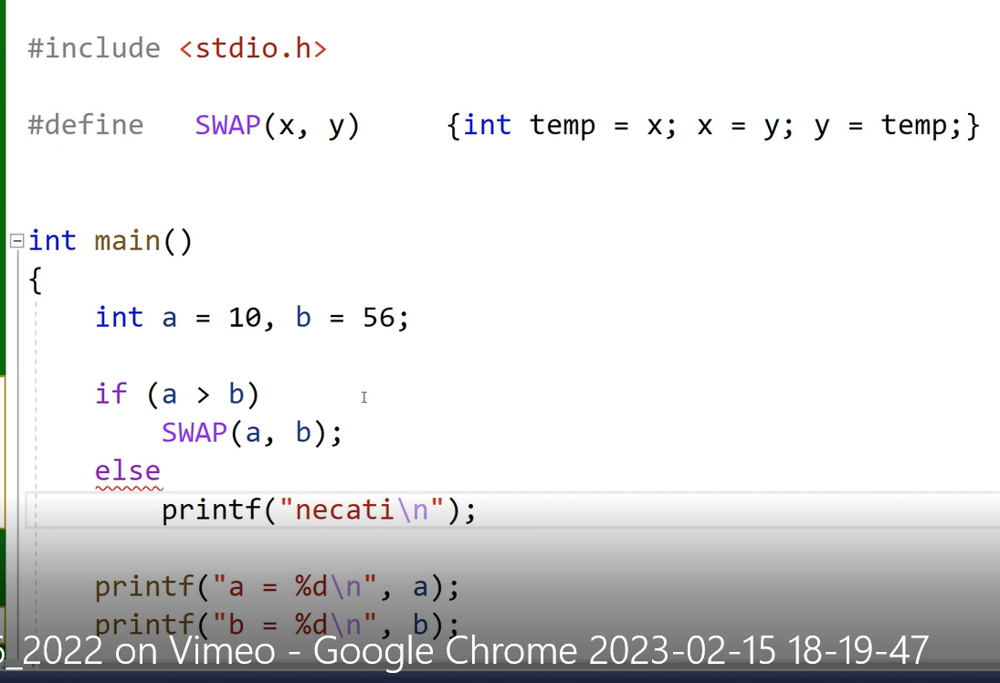 #include <stdio.h>
#define   SWAP(x, y)     {int temp = x; x = y; y = temp;}
int main()
{
    int a = 10, b = 56;
    if (a > b)
        SWAP(a, b);
    else
        printf("necati\n");
    printf("a = %d\n", a);
    printf("b = %d\n", b);
_2022 on Vimeo - Google Chrome 2023-02-15 18-19-47